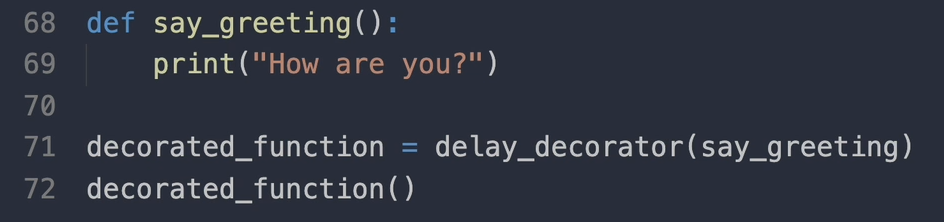 68 def say_greeting():
69     print("How are you?")
70
71 decorated_function = delay_decorator(say_greeting)
72 decorated_function()